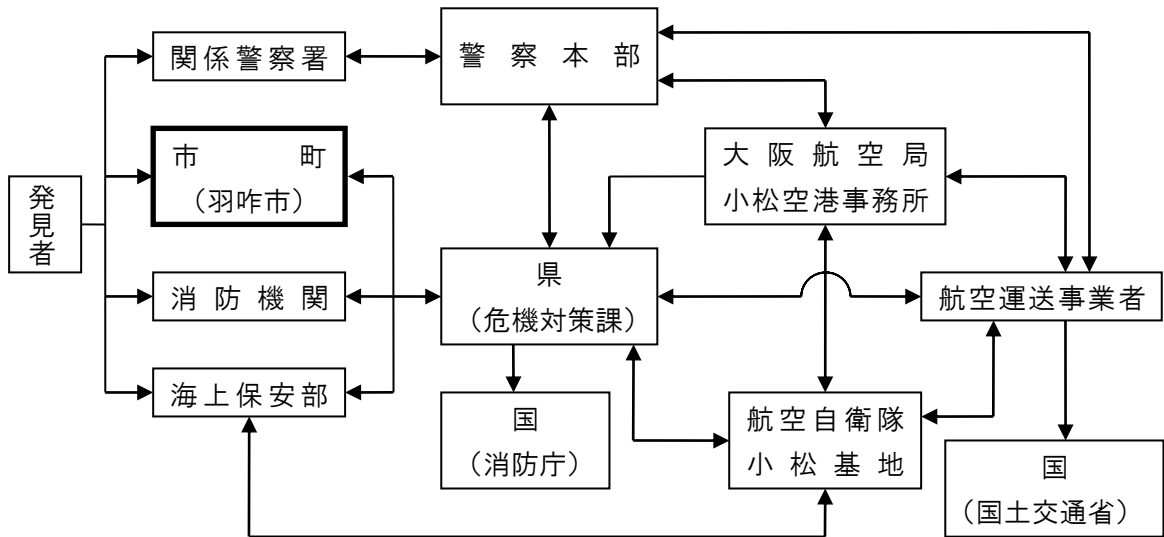 関係警察署
警察本部
市町
（羽咋市）
大阪航空局
小松空港事務所
発見者
消防機関
県
（危機対策課）
航空運送事業者
海上保安部
国
（消防庁）
航空自衛隊
小松基地
国
（国土交通省）